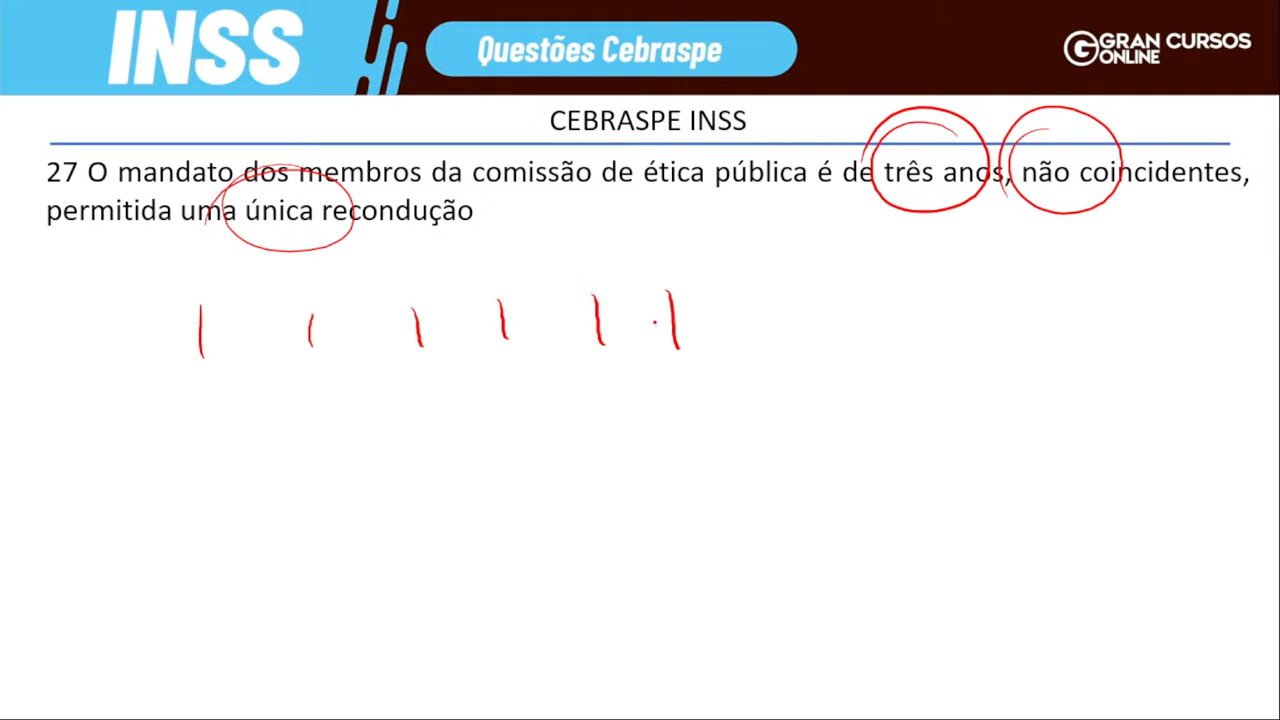 INSS
Questões Cebraspe
GRAN CURSOS
ONLINE
CEBRASPE INSS
27 O mandato dos membros da comissão de ética pública é de três anos, não coincidentes,
permitida uma única recondução